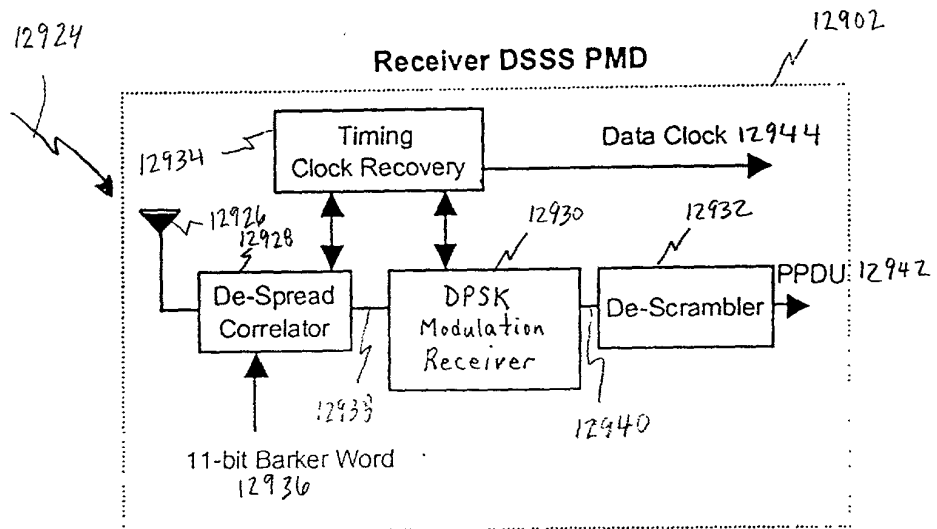 12924
12902
Receiver DSSS PMD
Timing
Clock Recovery
12934
Data Clock 12944
12926
12928
12930
12932
De-Spread
Correlator
DPSK
Modulation
Receiver
De-Scrambler
PPDU 12942
12938
12940
11-bit Barker Word
12936